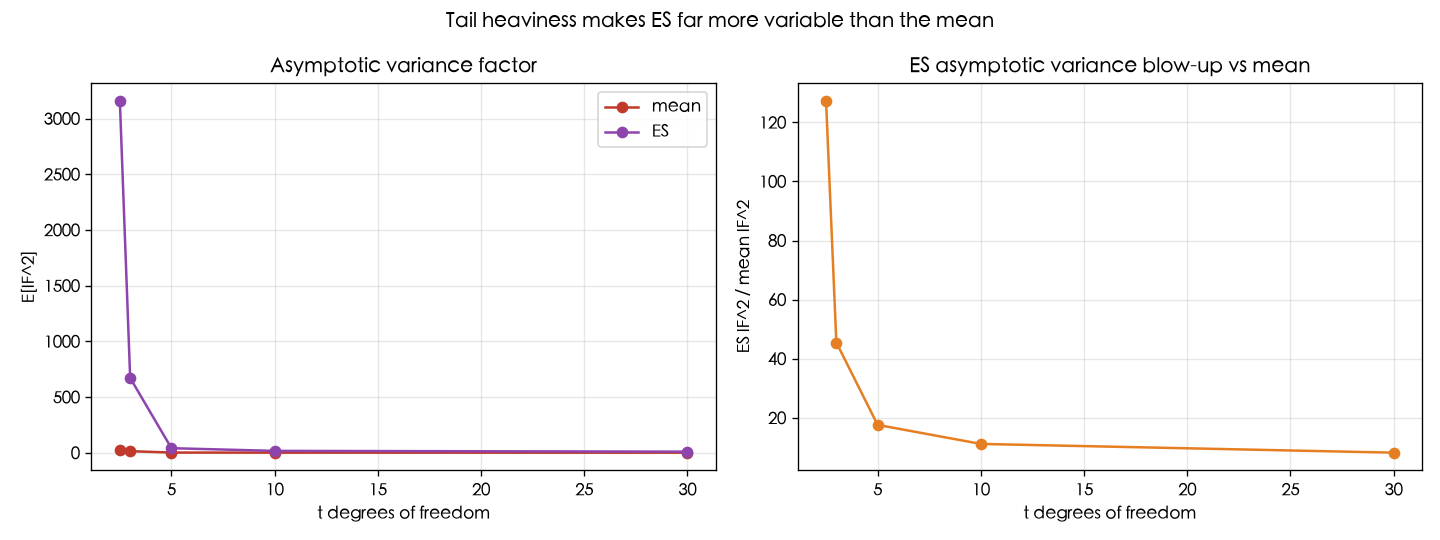 Tail heaviness makes ES far more variable than the mean
Asymptotic variance factor
E[IF^2]
3000
2500
2000
1500
1000
500
0
5
10
15
20
25
30
t degrees of freedom
mean
ES
ES asymptotic variance blow-up vs mean
ES IF^2 / mean IF^2
120
100
80
60
40
20
5
10
15
20
25
30
t degrees of freedom